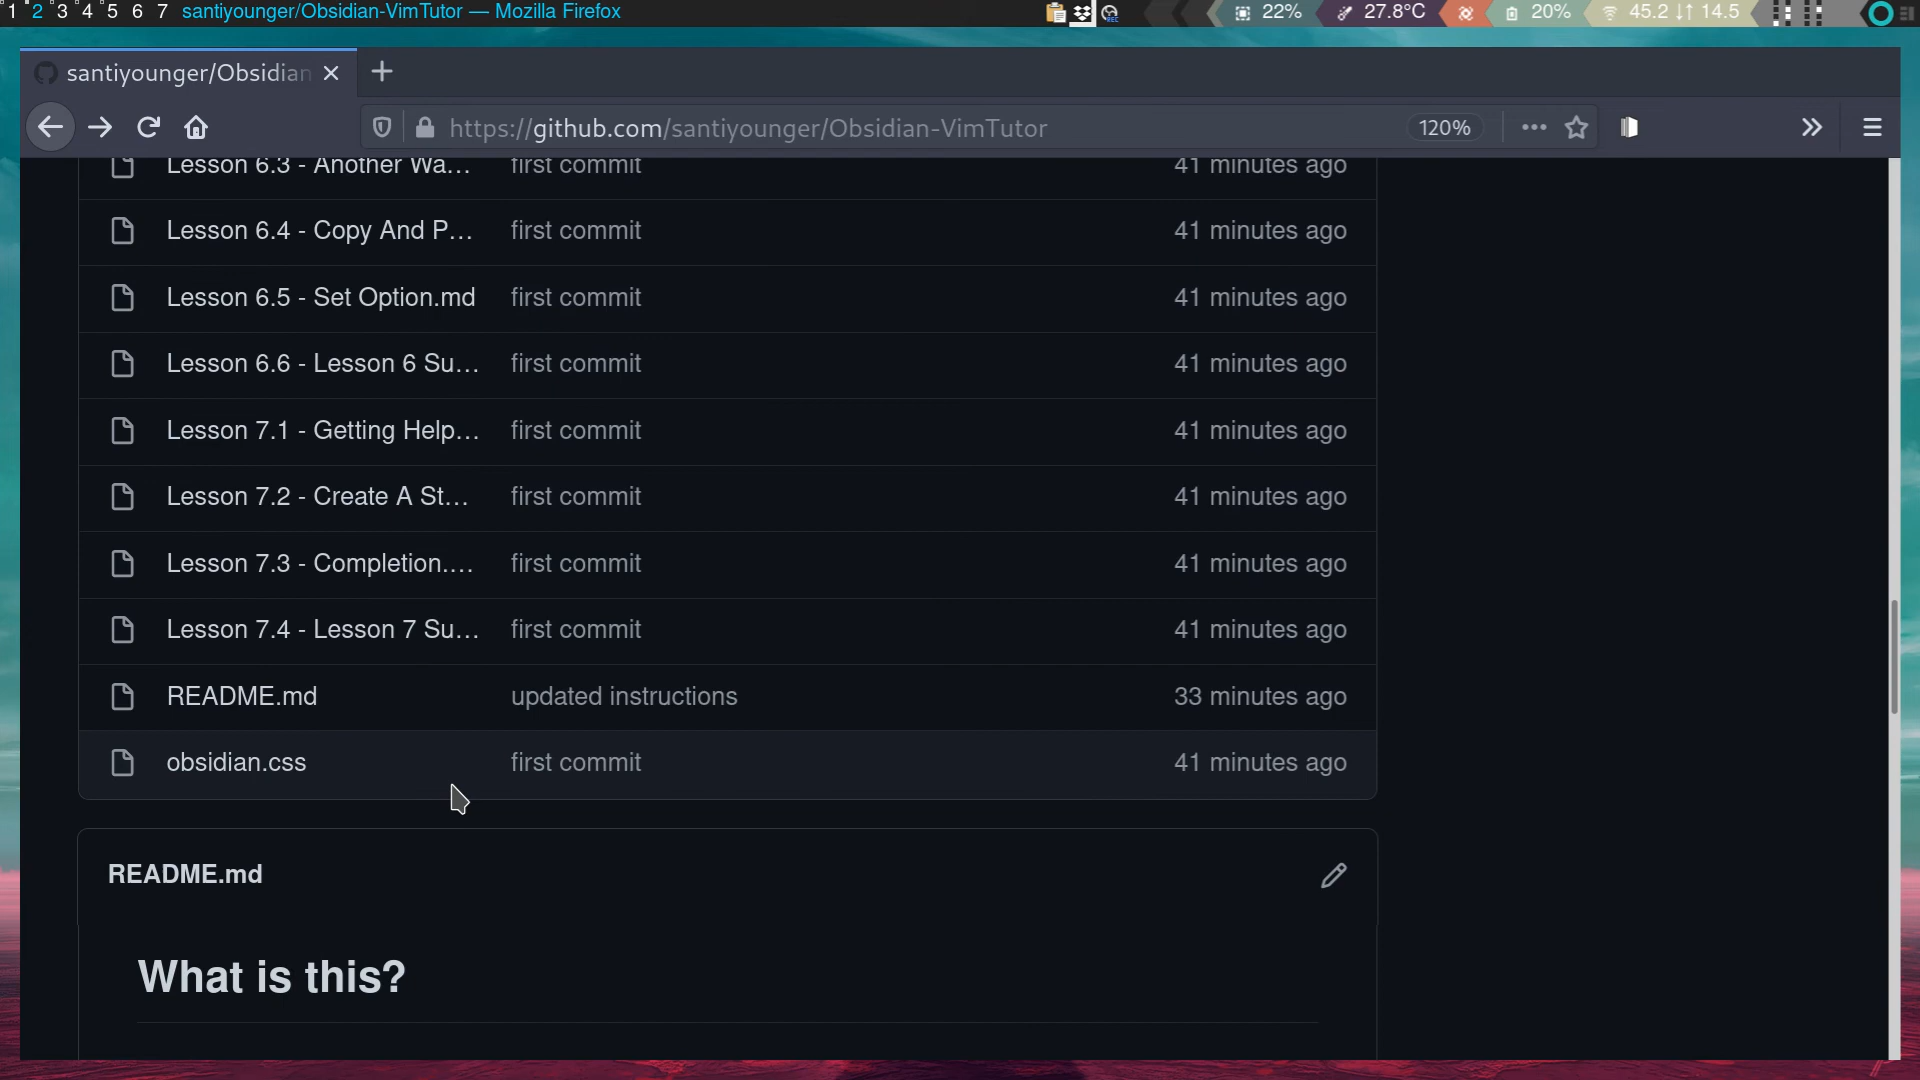 1 2 3 4 5 6 7 santiyounger/Obsidian-VimTutor — Mozilla Firefox 22% 27.8°C 20% 45.2 ↓↑ 14.5
santiyounger/Obsidian
https://github.com/santiyounger/Obsidian-VimTutor 120%
Lesson 6.3 - Another Wa... first commit 41 minutes ago
Lesson 6.4 - Copy And P... first commit 41 minutes ago
Lesson 6.5 - Set Option.md first commit 41 minutes ago
Lesson 6.6 - Lesson 6 Su... first commit 41 minutes ago
Lesson 7.1 - Getting Help... first commit 41 minutes ago
Lesson 7.2 - Create A St... first commit 41 minutes ago
Lesson 7.3 - Completion.... first commit 41 minutes ago
Lesson 7.4 - Lesson 7 Su... first commit 41 minutes ago
README.md updated instructions 33 minutes ago
obsidian.css first commit 41 minutes ago
README.md
What is this?